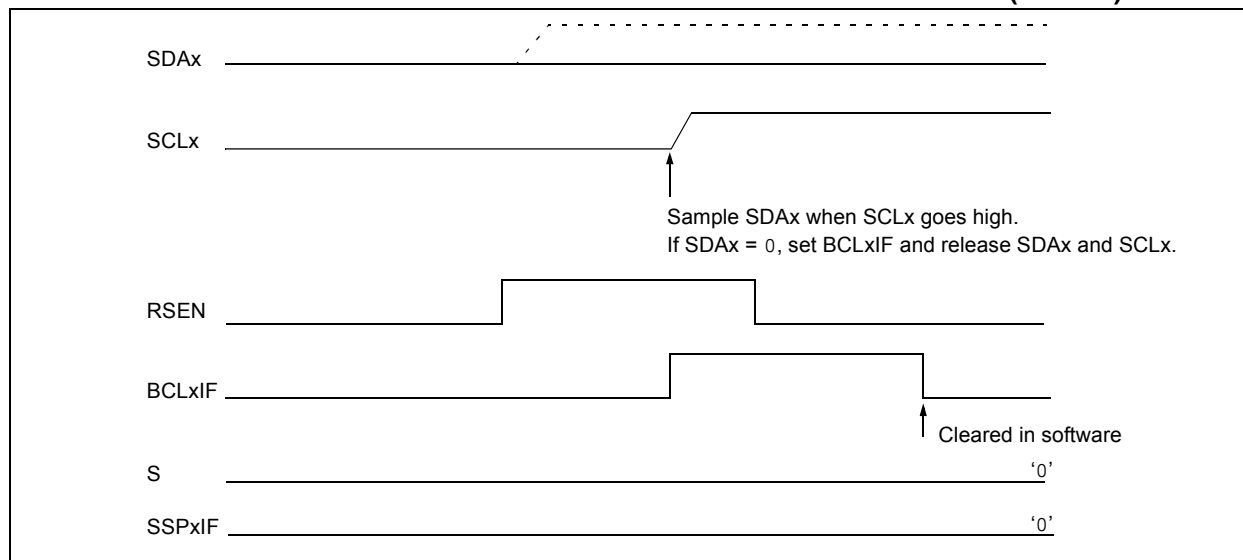 SDAx
SCLx
Sample SDAx when SCLx goes high.
If SDAx = 0, set BCLxIF and release SDAx and SCLx.
RSEN
BCLxIF
Cleared in software
S
‘0’
SSPxIF
‘0’